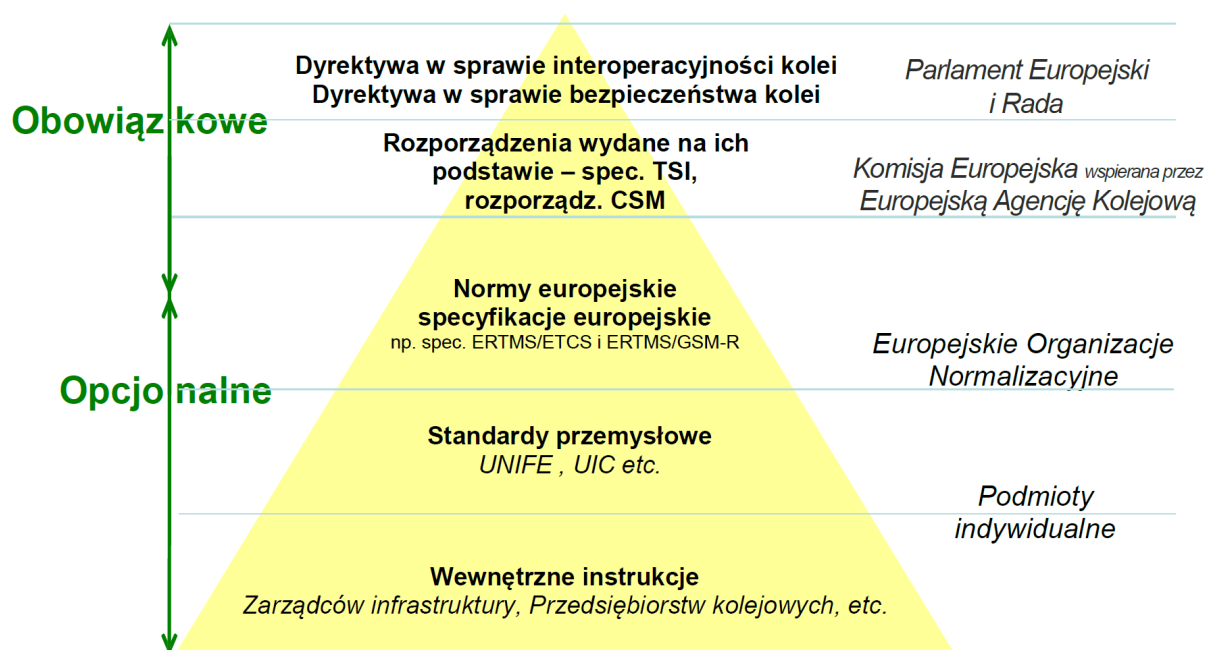 Dyrektywa w sprawie interoperacyjności kolei
Dyrektywa w sprawie bezpieczeństwa kolei
Parlament Europejski
i Rada
Obowiąz kowe
Rozporządzenia wydane na ich
podstawie – spec. TSI,
rozporządz. CSM
Komisja Europejska wspierana przez
Europejską Agencję Kolejową
Normy europejskie
specyfikacje europejskie
np. spec. ERTMS/ETCS i ERTMS/GSM-R
Europejskie Organizacje
Normalizacyjne
Opcjo nalne
Standardy przemysłowe
UNIFE , UIC etc.
Podmioty
indywidualne
Wewnętrzne instrukcje
Zarządców infrastruktury, Przedsiębiorstw kolejowych, etc.